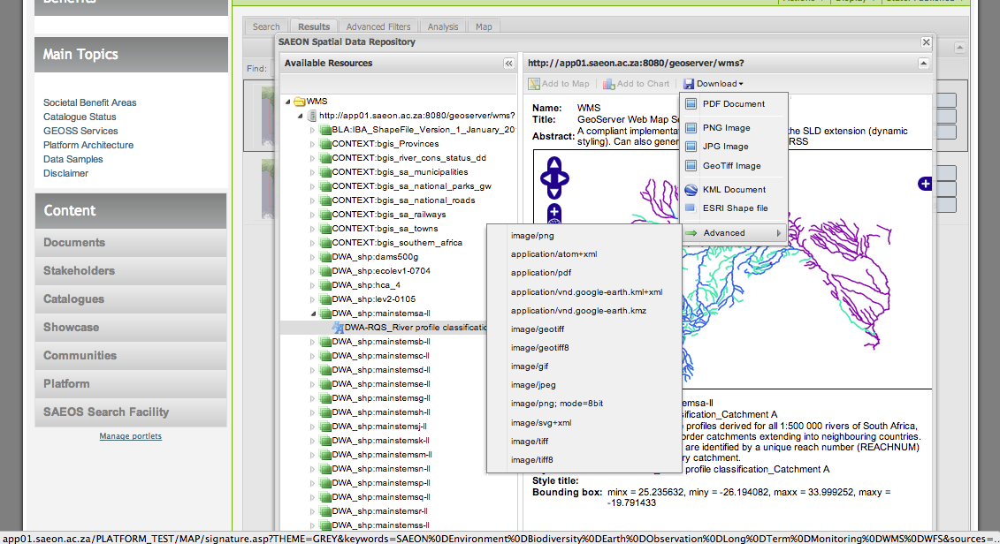 Benefits
Main Topics
Societal Benefit Areas
Catalogue Status
GEOSS Services
Platform Architecture
Data Samples
Disclaimer
Content
Documents
Stakeholders
Catalogues
Showcase
Communities
Platform
SAEOS Search Facility
Manage portlets
Search
Results
Advanced Filters
Analysis
Map
Find:
SAEON Spatial Data Repository
Available Resources
WMS
http://app01.saeon.ac.za:8080/geoserver/wms?
BLA:IBA_ShapeFile_Version_1_January_20
CONTEXT:bgis_Provinces
CONTEXT:bgis_river_cons_status_dd
CONTEXT:bgis_sa_municipalities
CONTEXT:bgis_sa_national_parks_gw
CONTEXT:bgis_sa_national_roads
CONTEXT:bgis_sa_railways
CONTEXT:bgis_sa_towns
CONTEXT:bgis_southern_africa
DWA_shp:dams500g
DWA_shp:ecolev1-0704
DWA_shp:hca_4
DWA_shp:lev2-0105
DWA_shp:mainstemsa-ll
DWA-RQS_River profile classificatio
DWA_shp:mainstemsb-ll
DWA_shp:mainstemsc-ll
DWA_shp:mainstemsd-ll
DWA_shp:mainstemse-ll
DWA_shp:mainstemsg-ll
DWA_shp:mainstemsh-ll
DWA_shp:mainstemsj-ll
DWA_shp:mainstemsk-ll
DWA_shp:mainstemsm-ll
DWA_shp:mainstemsn-ll
DWA_shp:mainstemsp-ll
DWA_shp:mainstemsq-ll
DWA_shp:mainstemsr-ll
DWA_shp:mainstemss-ll
http://app01.saeon.ac.za:8080/geoserver/wms?
Add to Map
Add to Chart
Download
Name: WMS
Title: GeoServer Web Map Se
Abstract: A compliant implementa the SLD extension (dynamic
styling). Can also gener RSS
PDF Document
PNG Image
JPG Image
GeoTiff Image
KML Document
ESRI Shape file
Advanced
image/png
application/atom+xml
application/pdf
application/vnd.google-earth.kml+xml
application/vnd.google-earth.kmz
image/geotiff
image/geotiff8
image/gif
image/jpeg
image/png; mode=8bit
image/svg+xml
image/tiff
image/tiff8
msa-ll
sification_Catchment A
profiles derived for all 1:500 000 rivers of South Africa,
order catchments extending into neighbouring countries.
are identified by a unique reach number (REACHNUM)
ry catchment.
profile classification_Catchment A
Style title:
Bounding box: minx = 25.235632, miny = -26.194082, maxx = 33.999252, maxy =
-19.791433
app01.saeon.ac.za/PLATFORM_TEST/MAP/signature.asp?THEME=GREY&keywords=SAEON%0DEnvironment%0DBiodiversity%0DEarth%0DObservation%0DLong%0DTerm%0DMonitoring%0DWMS%0DWFS&sources=...